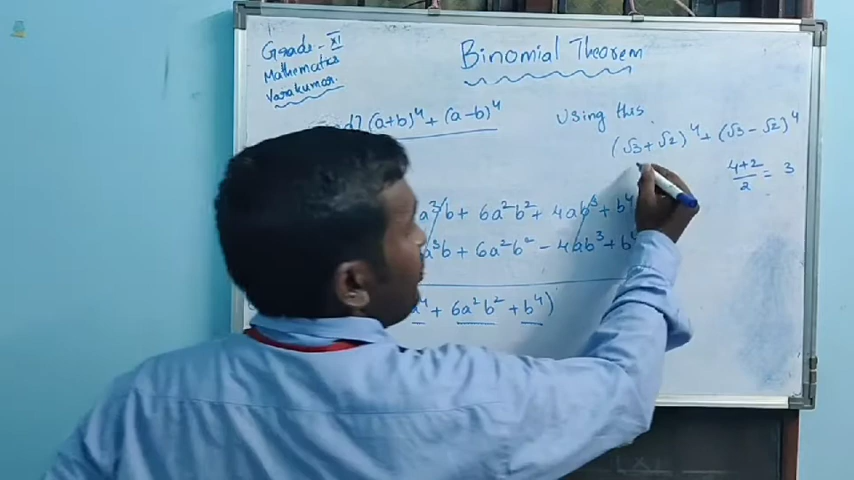 Grade - XI
Mathematics
Varakumar.
Binomial Theorem
(a+b)⁴ + (a-b)⁴
Using this
(√3+√2)⁴ + (√3-√2)⁴
4+2/2 = 3
a³b + 6a²b² + 4ab³ + b⁴
a³b + 6a²b² - 4ab³ + b⁴
a⁴ + 6a²b² + b⁴)